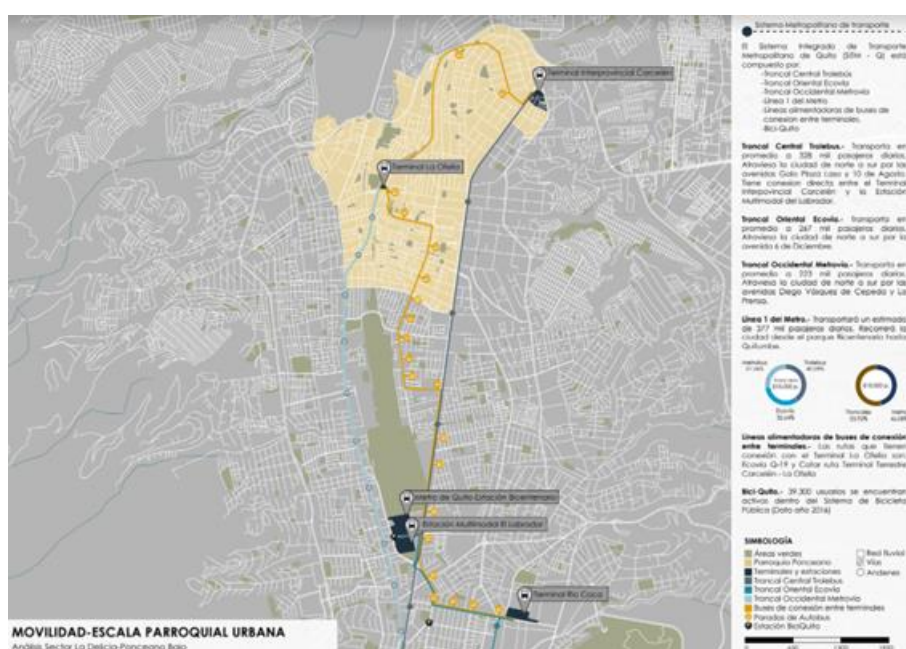 Terminal Interprovincial Carcelén
Terminal La Ofelia
Metro de Quito Estación Bicentenario
Estación Multimodal El Labrador
Terminal Río Coca
MOVILIDAD-ESCALA PARROQUIAL URBANA
Análisis Sector La Delicia-Ponceano Bajo
Sistema Metropolitano de transporte
El Sistema Integrado de Transporte
Metropolitano de Quito (SITM - Q) está
compuesto por:
-Troncal Central Trolebús
-Troncal Oriental Ecovía
-Troncal Occidental Metrovía
-Línea 1 del Metro
-Líneas alimentadoras de buses de
conexión entre terminales.
-Bici-Quito
Troncal Central Trolebus.- Transporta en
promedio a 328 mil pasajeros diarios.
Atraviesa la ciudad de norte a sur por las
avenidas Galo Plaza Lasso y 10 de Agosto.
Tiene conexion directa entre el Terminal
Interprovincial Carcelén y la Estación
Multimodal del Labrador.
Troncal Oriental Ecovía.- Transporta en
promedio a 267 mil pasajeros diarios.
Atraviesa la ciudad de norte a sur por la
avenida 6 de Diciembre.
Troncal Occidental Metrovía.- Transporta en
promedio a 223 mil pasajeros diarios.
Atraviesa la ciudad de norte a sur por las
avenidas Diego Vásquez de Cepeda y La
Prensa.
Línea 1 del Metro.- Transportará un estimado
de 377 mil pasajeros diarios. Recorrerá la
ciudad desde el parque Bicentenario hasta
Quitumbe.
Trolebus
Ecovía
Troncales
Líneas alimentadoras de buses de conexión
entre terminales.- Las rutas que tienen
conexión con el Terminal La Ofelia son:
Ecovía Q-19 y Catar ruta Terminal Terrestre
Carcelén - La Ofelia
Bici-Quito.- 39.300 usuarios se encuentran
activos dentro del Sistema de Bicicleta
Pública (Dato año 2016)
SIMBOLOGÍA
Áreas verdes
Parroquia Ponceano
Terminales y estaciones
Troncal Central Trolebus
Troncal Oriental Ecovía
Troncal Occidental Metrovía
Buses de conexión entre terminales
Paradas de Autobus
Estación BiciQuito
Red fluvial
Vías
Andenes